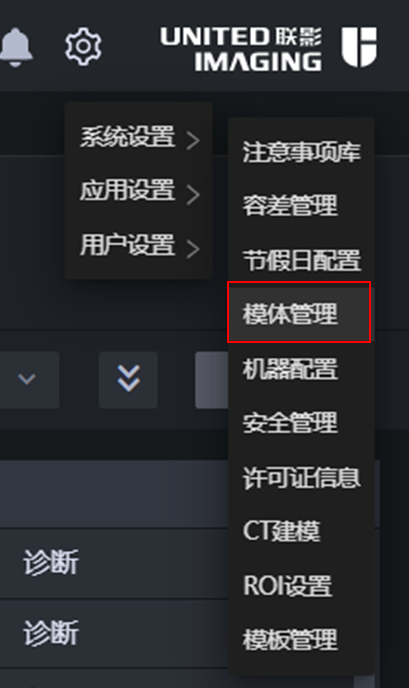 UNITED 联影
IMAGING
系统设置
应用设置
用户设置
注意事项库
容差管理
节假日配置
模体管理
机器配置
安全管理
许可证信息
CT建模
ROI设置
模板管理
诊断
诊断